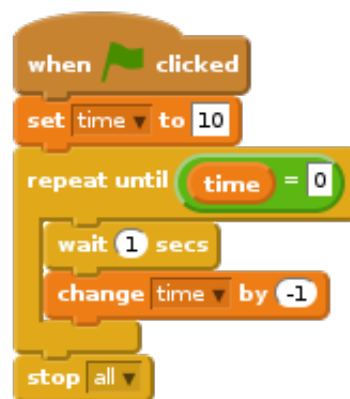 when clicked
set time to 10
repeat until time = 0
wait 1 secs
change time by -1
stop all